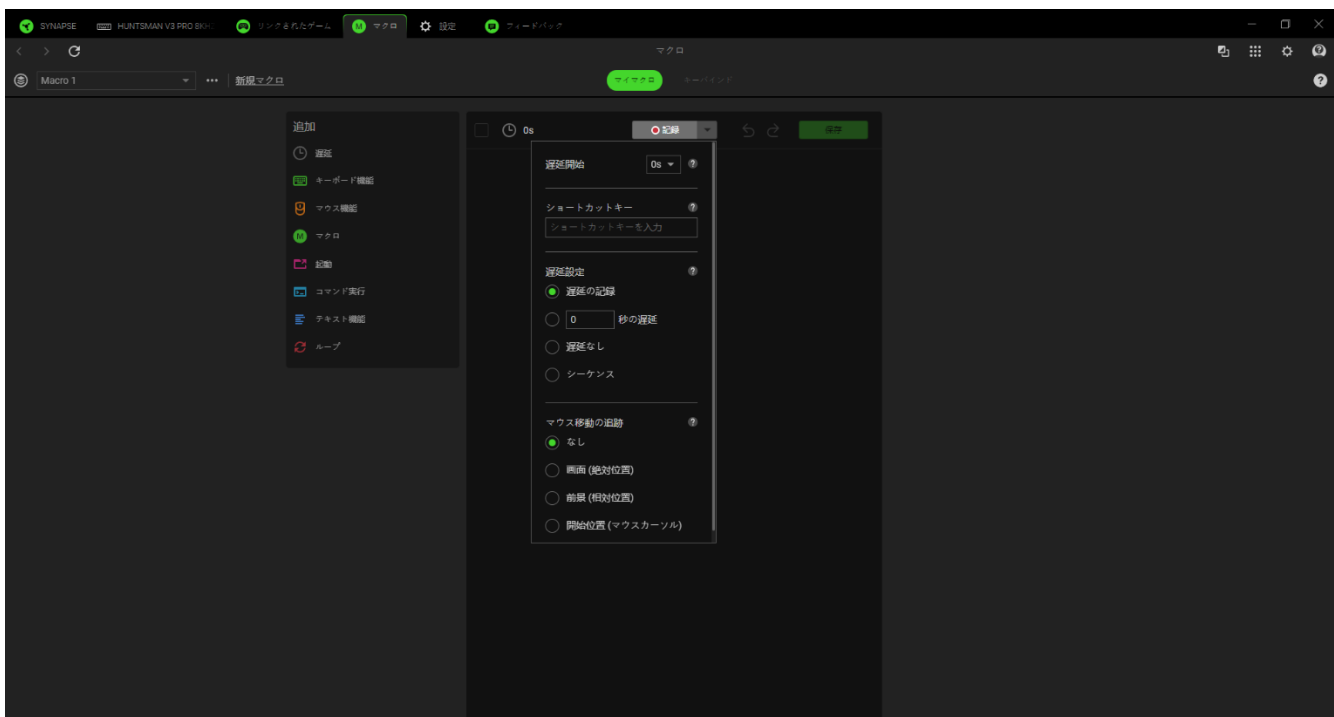 SYNAPSE HUNTSMAN V3 PRO 8KHZ リンクされたゲーム マクロ 設定 フィードバック
マクロ
Macro 1 新規マクロ マイマクロ キーバインド
追加
遅延
キーボード機能
マウス機能
マクロ
起動
コマンド実行
テキスト機能
ループ
0s 記録 保存
遅延開始 0s
ショートカットキー
ショートカットキーを入力
遅延設定
遅延の記録
0 秒の遅延
遅延なし
シーケンス
マウス移動の追跡
なし
画面 (絶対位置)
前景 (相対位置)
開始位置 (マウスカーソル)